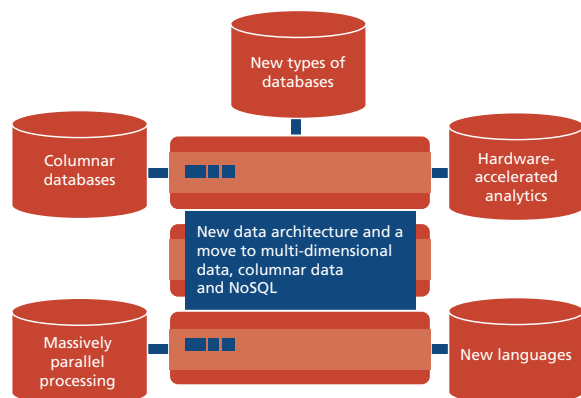 New types of
databases
Columnar
databases
Hardware-
accelerated
analytics
New data architecture and a
move to multi-dimensional
data, columnar data
and NoSQL
Massively
parallel
processing
New languages